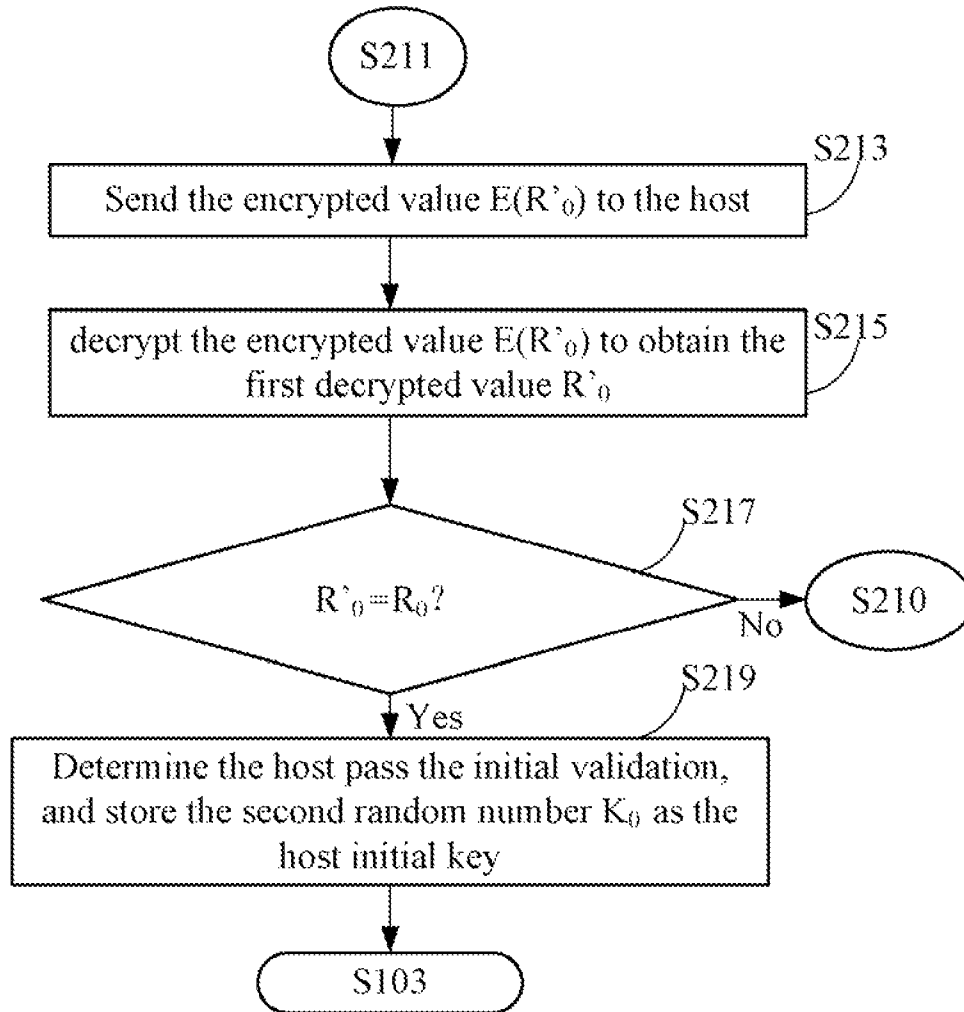 S211
S213
Send the encrypted value E(R'₀) to the host
S215
decrypt the encrypted value E(R'₀) to obtain the
first decrypted value R'₀
S217
R'₀=R₀?
S210
No
S219
Yes
Determine the host pass the initial validation,
and store the second random number K₀ as the
host initial key
S103